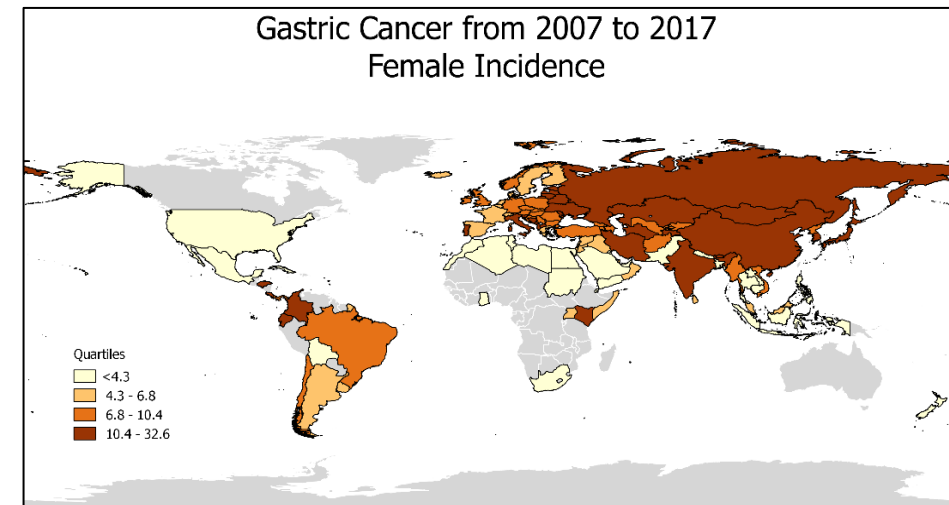 Gastric Cancer from 2007 to 2017
Female Incidence
Quartiles
<4.3
4.3 - 6.8
6.8 - 10.4
10.4 - 32.6